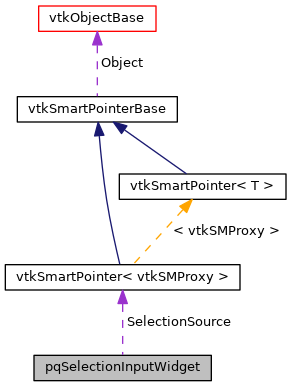 vtkObjectBase
Object
vtkSmartPointerBase
vtkSmartPointer< T >
< vtkSMProxy >
vtkSmartPointer< vtkSMProxy >
SelectionSource
pqSelectionInputWidget